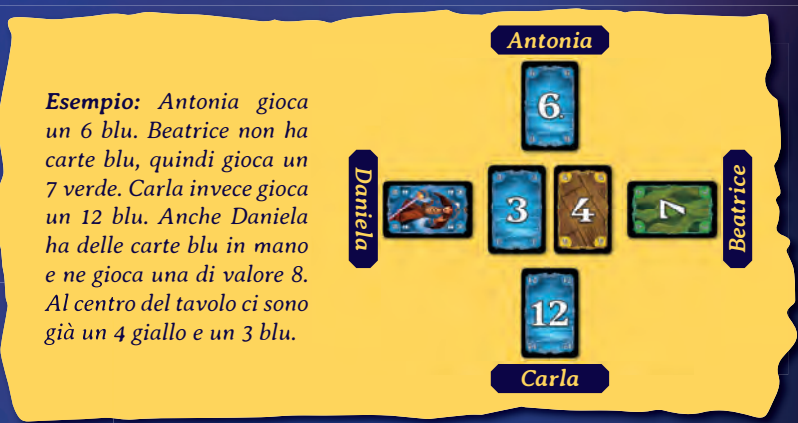 Esempio: Antonia gioca
un 6 blu. Beatrice non ha
carte blu, quindi gioca un
7 verde. Carla invece gioca
un 12 blu. Anche Daniela
ha delle carte blu in mano
e ne gioca una di valore 8.
Al centro del tavolo ci sono
già un 4 giallo e un 3 blu.
Antonia
6.
Daniela
3
4
7
Beatrice
12
Carla